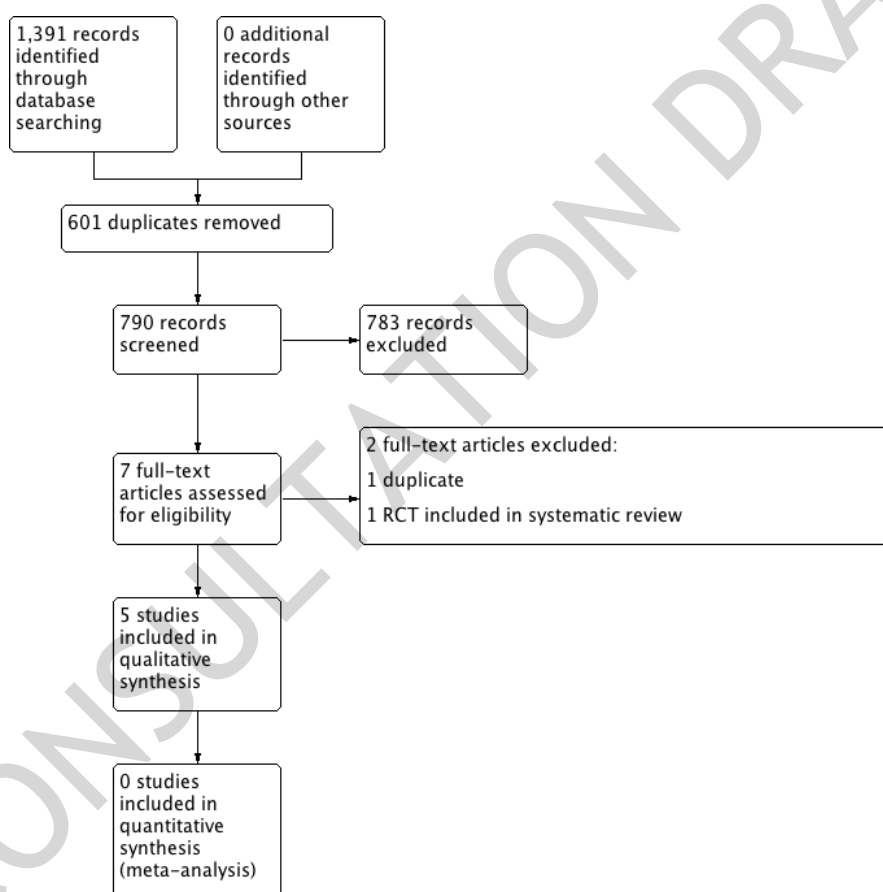 1,391 records
identified
through
database
searching
0 additional
records
identified
through other
sources
601 duplicates removed
790 records
screened
783 records
excluded
7 full-text
articles assessed
for eligibility
2 full-text articles excluded:
1 duplicate
1 RCT included in systematic review
5 studies
included in
qualitative
synthesis
0 studies
included in
quantitative
synthesis
(meta-analysis)
ONSULTATION DRA